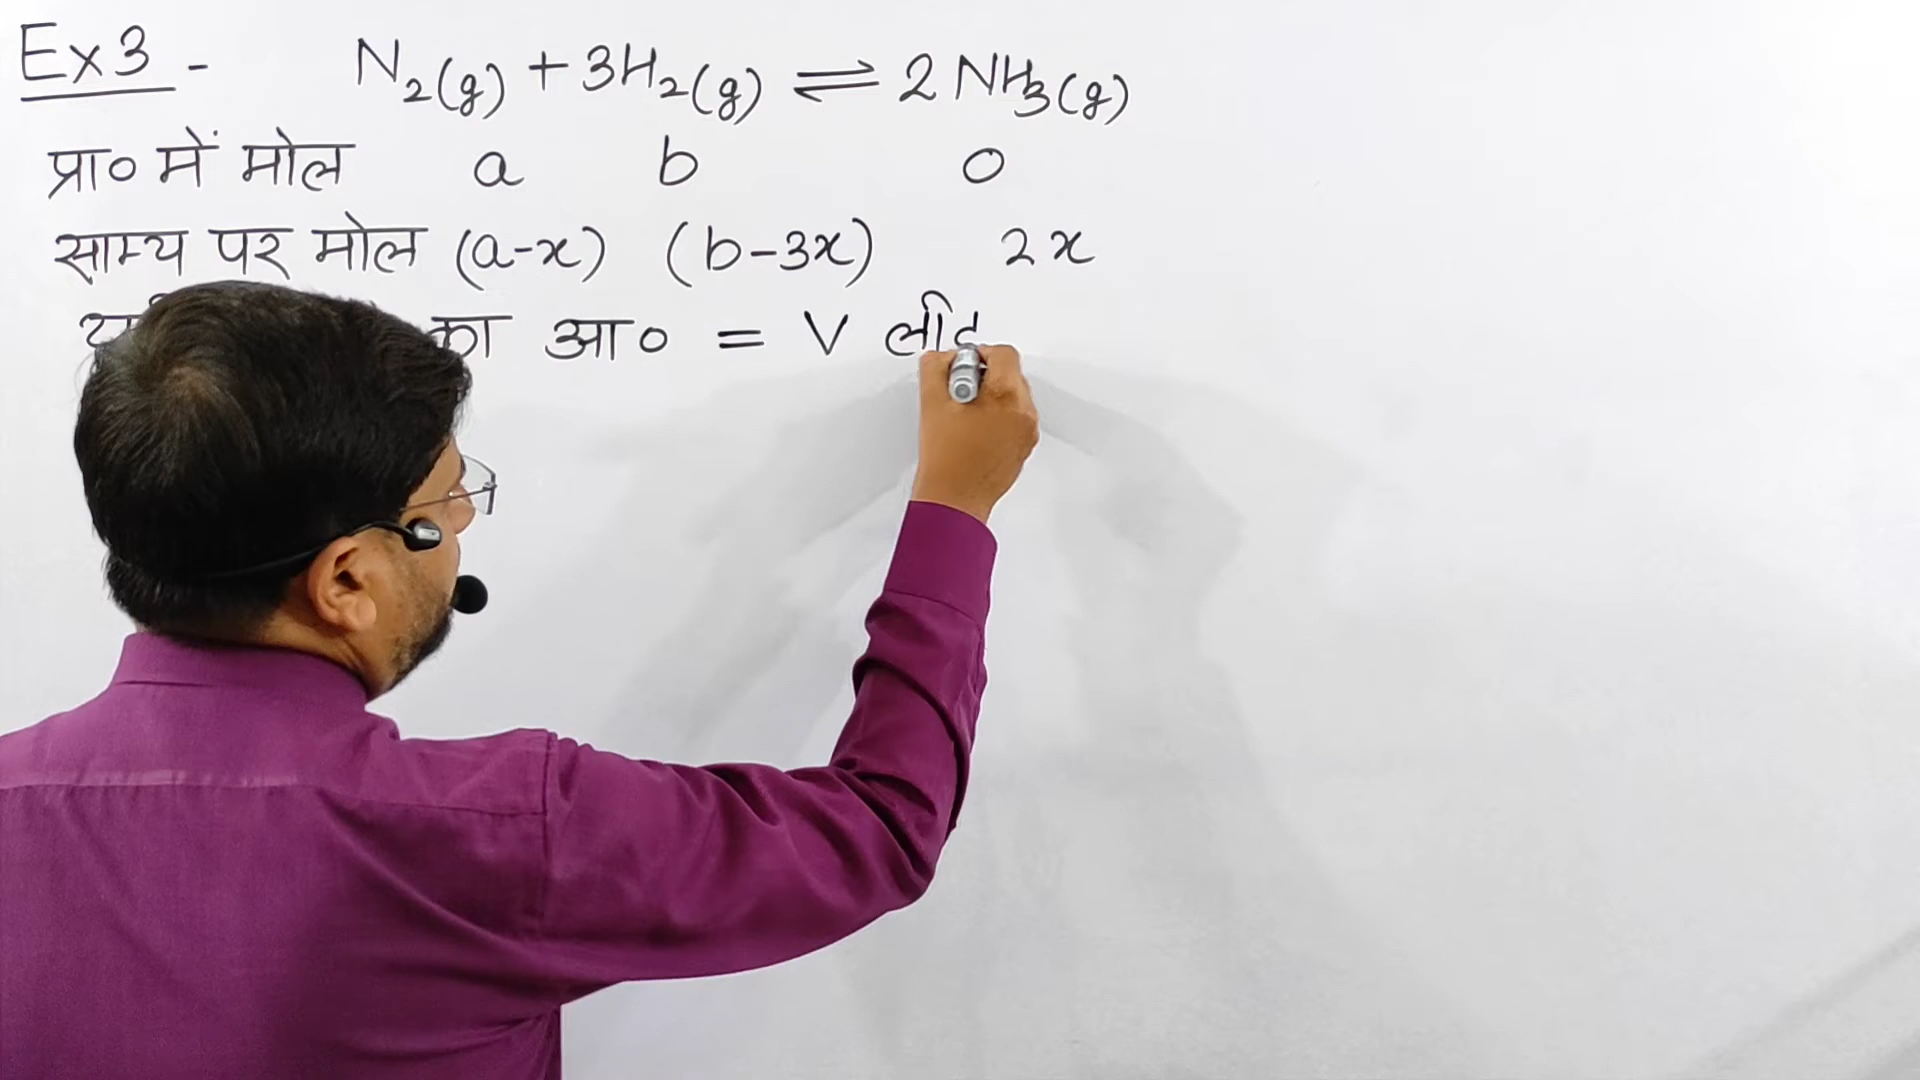 Ex3 - N₂(g) + 3H₂(g) ⇌ 2NH₃(g)
प्रा० में मोल a b 0
साम्य पर मोल (a-x) (b-3x) 2x
का आ० = V